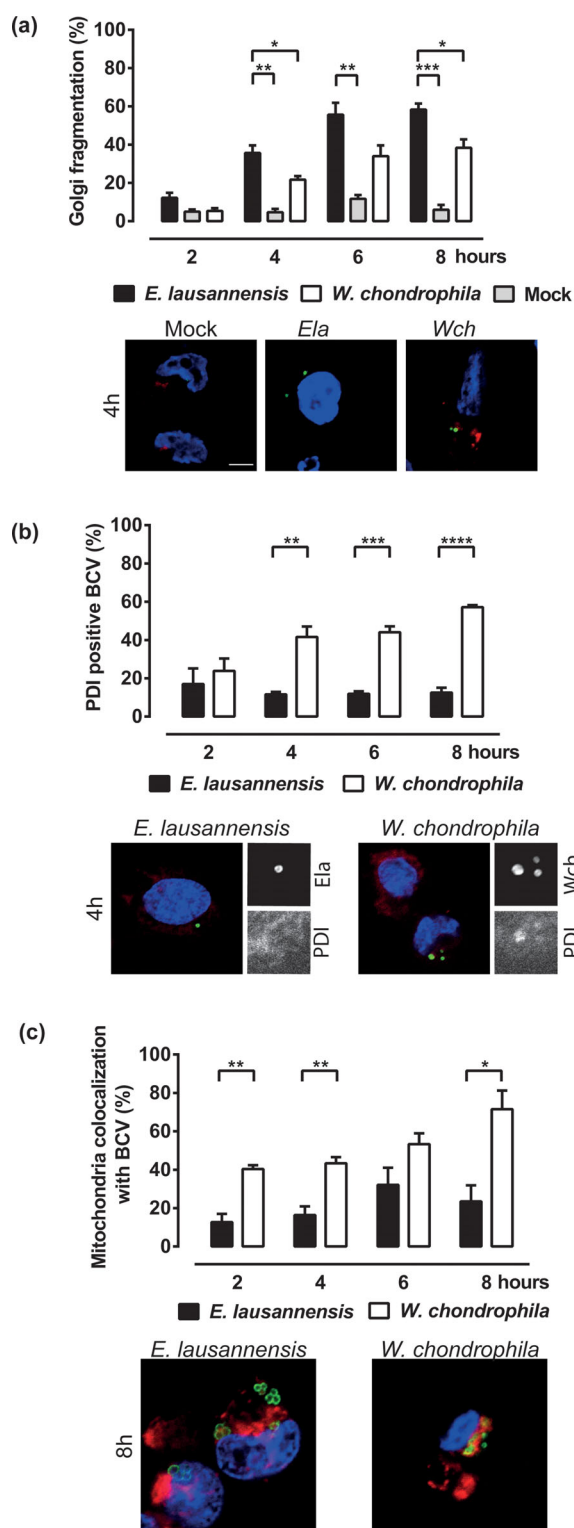 (a)
Golgi fragmentation (%)
100
80
60
40
20
0
*
**
**
*
***
2 4 6 8 hours
E. lausannensis W. chondrophila Mock
Mock Ela Wch
4h
(b)
PDI positive BCV (%)
100
80
60
40
20
0
** *** ****
2 4 6 8 hours
E. lausannensis W. chondrophila
E. lausannensis W. chondrophila
4h
Ela
PDI
Wch
PDI
(c)
Mitochondria colocalization
with BCV (%)
100
80
60
40
20
0
** ** *
2 4 6 8 hours
E. lausannensis W. chondrophila
E. lausannensis W. chondrophila
8h